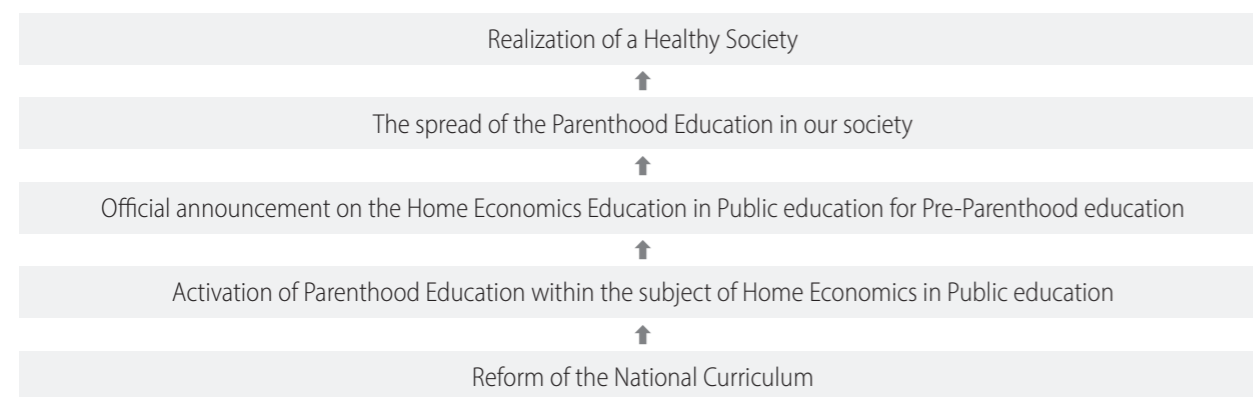 Realization of a Healthy Society
The spread of the Parenthood Education in our society
Official announcement on the Home Economics Education in Public education for Pre-Parenthood education
Activation of Parenthood Education within the subject of Home Economics in Public education
Reform of the National Curriculum